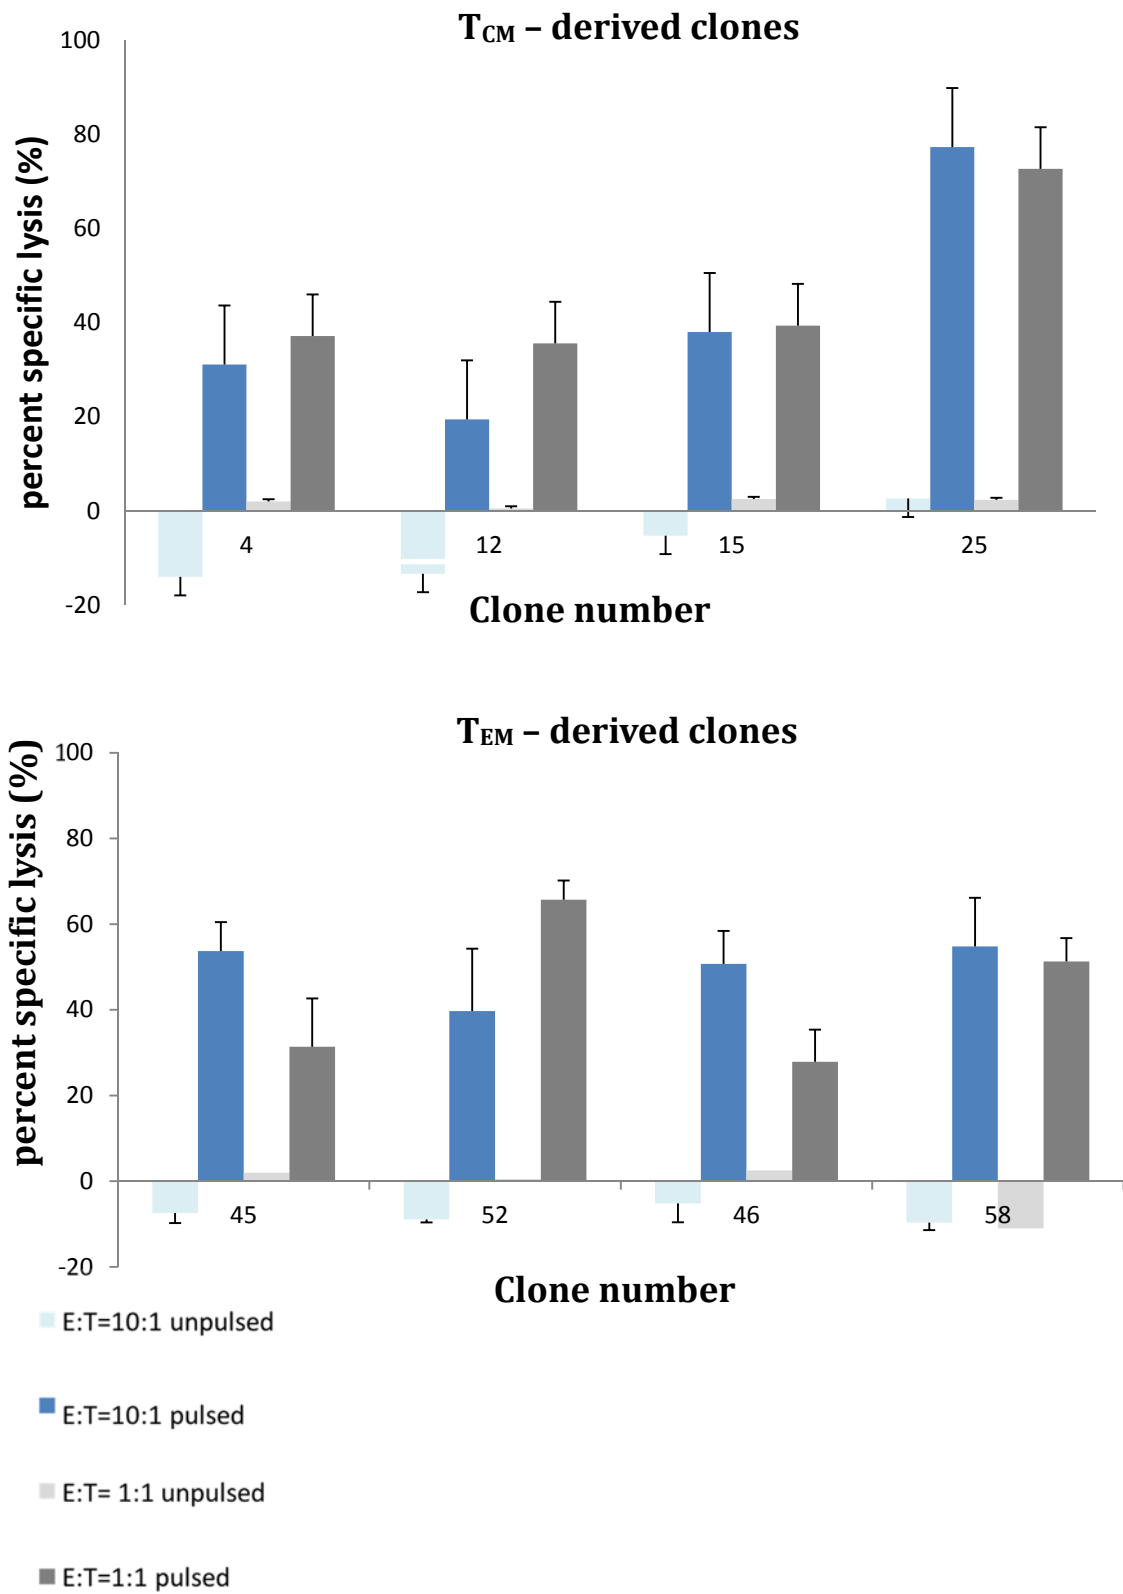 T_CM – derived clones
percent specific lysis (%)
100
80
60
40
20
0
-20
4 12 15 25
Clone number
T_EM – derived clones
percent specific lysis (%)
100
80
60
40
20
0
-20
45 52 46 58
Clone number
E:T=10:1 unpulsed
E:T=10:1 pulsed
E:T= 1:1 unpulsed
E:T=1:1 pulsed